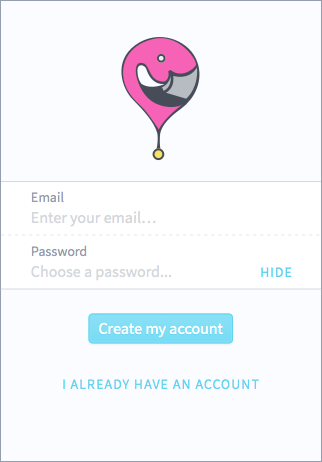 Email
Enter your email...
Password
Choose a password...
HIDE
Create my account
I ALREADY HAVE AN ACCOUNT